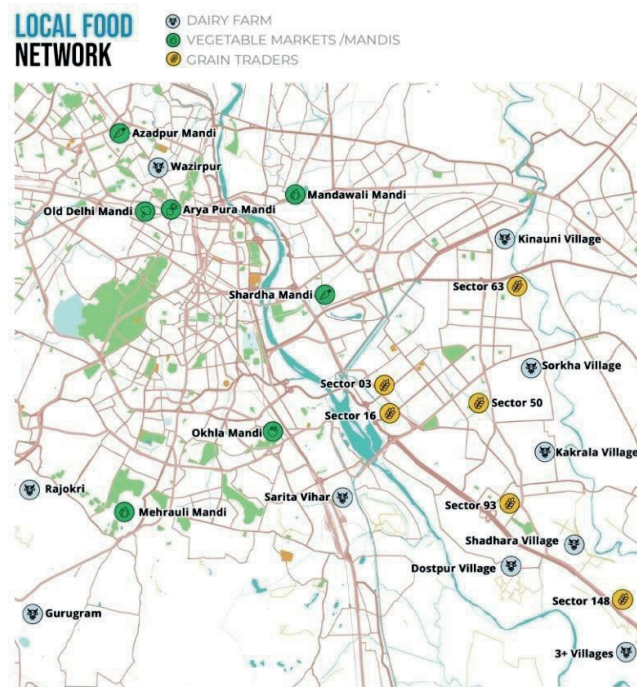 LOCAL FOOD
NETWORK
DAIRY FARM
VEGETABLE MARKETS /MANDIS
GRAIN TRADERS
Azadpur Mandi
Wazirpur
Mandawali Mandi
Old Delhi Mandi
Arya Pura Mandi
Kinauni Village
Sector 63
Shardha Mandi
Sorkha Village
Sector 03
Sector 50
Sector 16
Okhla Mandi
Kakrala Village
Rajokri
Sarita Vihar
Sector 93
Mehrauli Mandi
Shadhara Village
Dostpur Village
Sector 148
Gurugram
3+ Villages